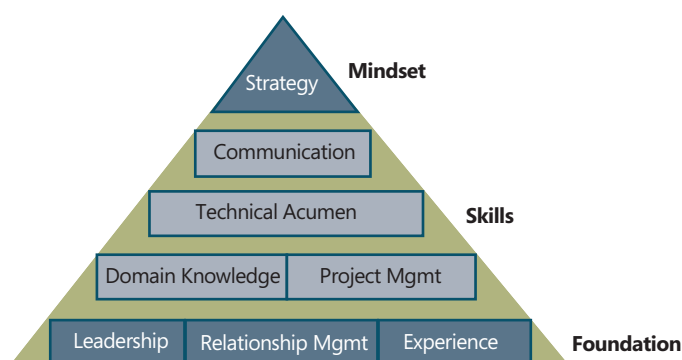 Strategy
Mindset
Communication
Technical Acumen
Skills
Domain Knowledge
Project Mgmt
Leadership
Relationship Mgmt
Experience
Foundation